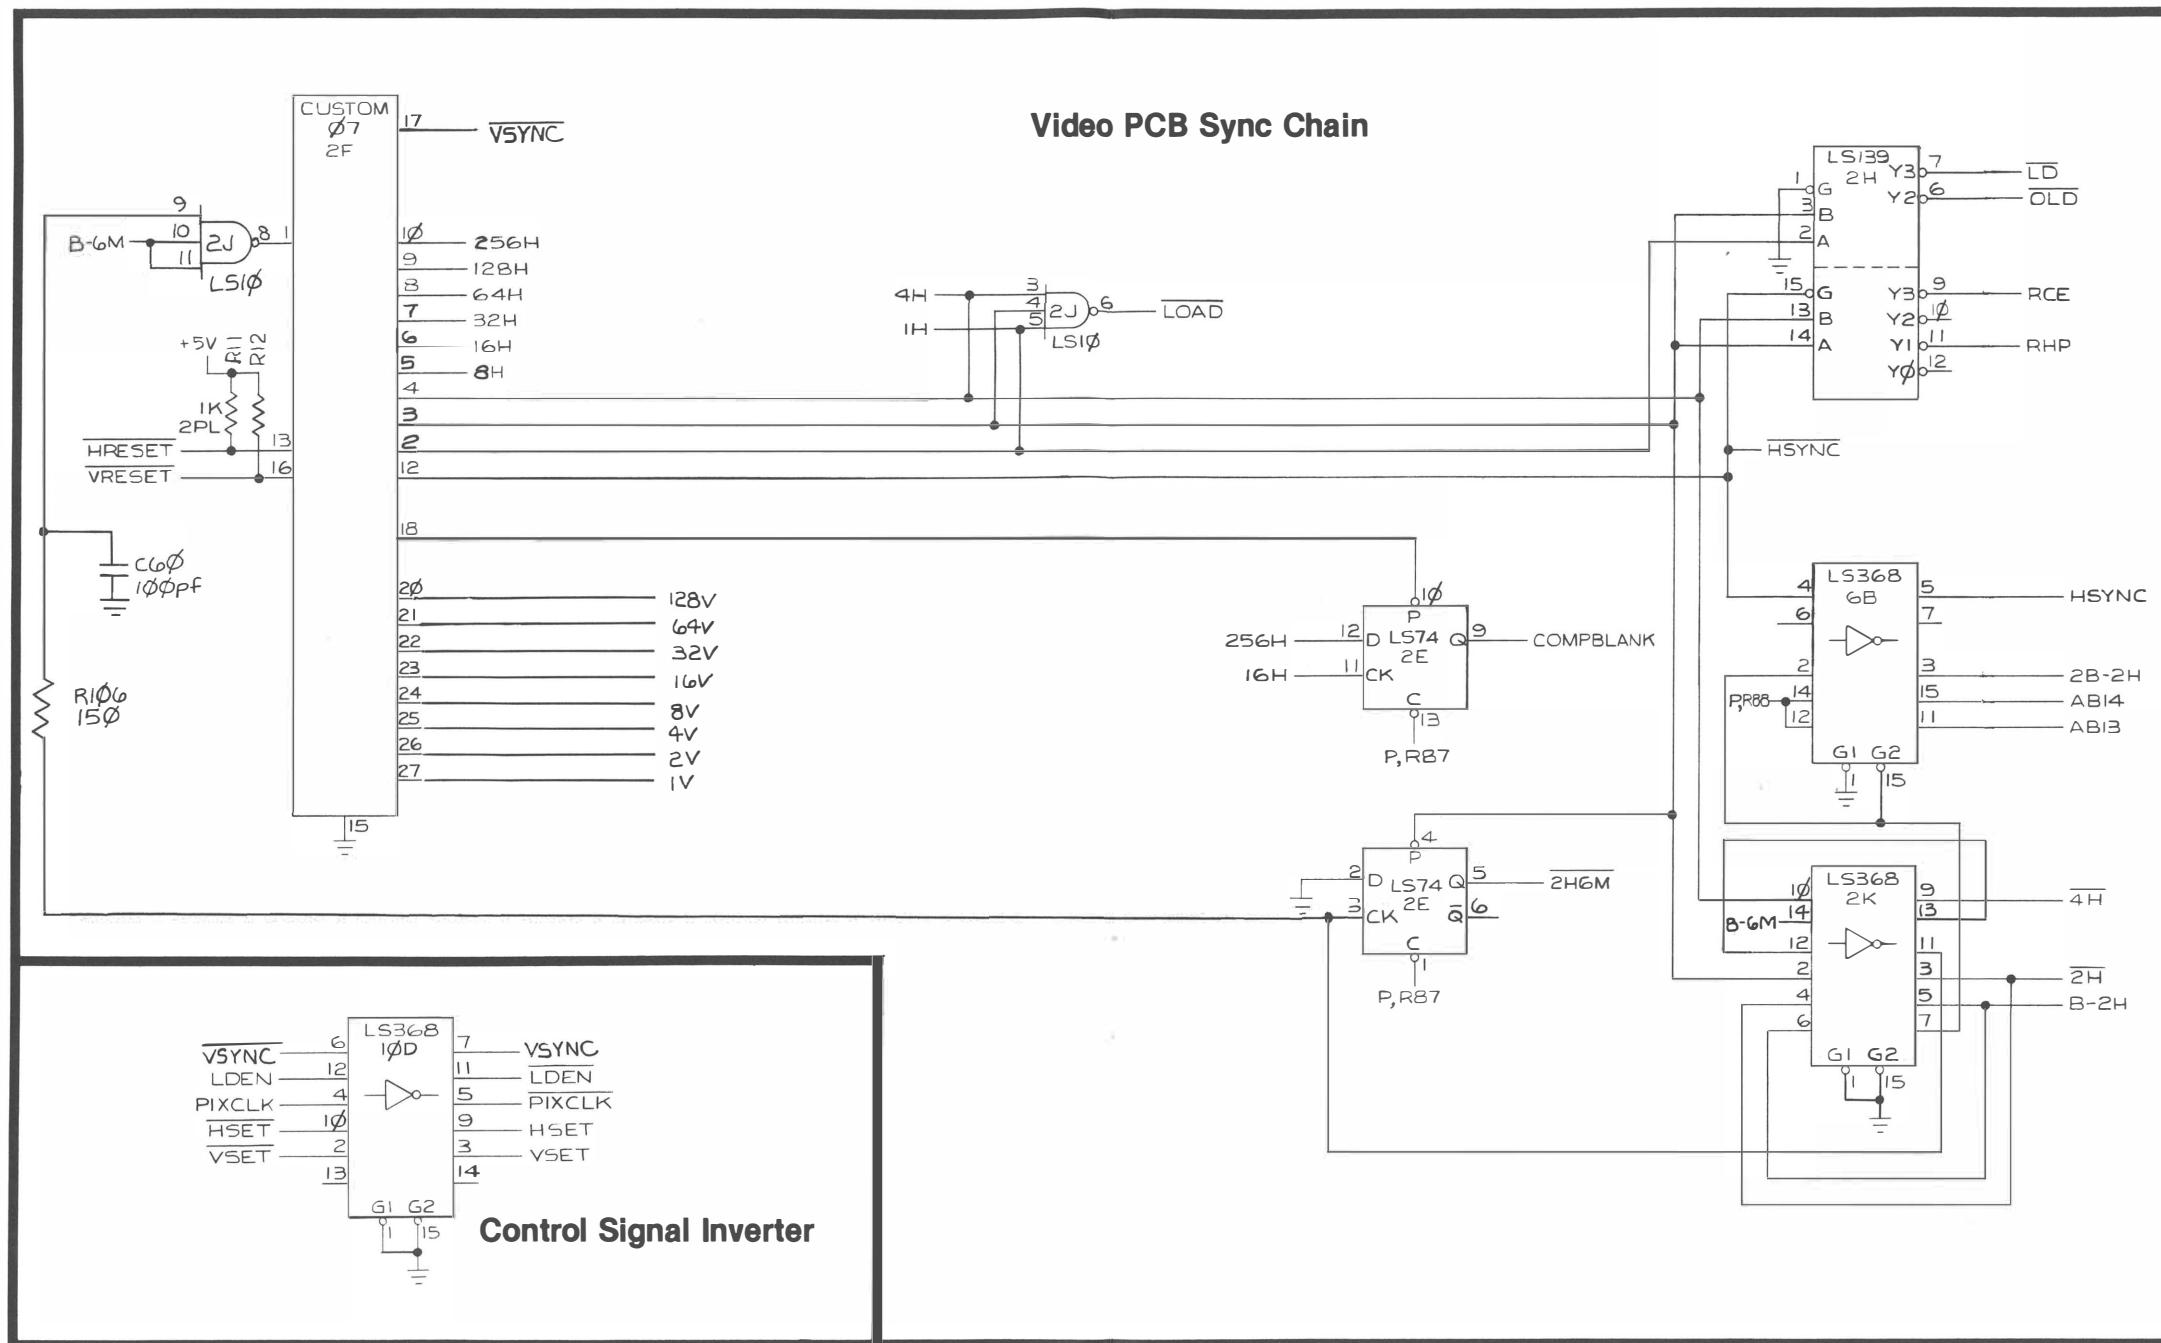 Video PCB Sync Chain
CUSTOM
Ø7
2F
17
VSYNC
9
B-6M
10
11
2J
8
1
LS1Ø
1Ø
256H
9
128H
8
64H
7
32H
6
16H
5
8H
4
3
2
12
+5V
R11
R12
1K
2PL
HRESET
13
VRESET
16
18
C6Ø
1ØØpf
R1Ø6
15Ø
2Ø
128V
21
64V
22
32V
23
16V
24
8V
25
4V
26
2V
27
1V
15
4H
3
4
1H
5
2J
6
LOAD
LS1Ø
LS139
2H
1
G
3
B
2
A
Y3
7
LD
Y2
6
OLD
15
G
13
B
14
A
Y3
9
RCE
Y2
1Ø
Y1
11
RHP
YØ
12
HSYNC
1Ø
P
256H
12
D
LS74
2E
Q
9
COMPBLANK
16H
11
CK
C
13
P,R87
LS368
6B
4
5
HSYNC
6
7
2
3
2B-2H
P,R88
14
15
AB14
12
11
AB13
G1
G2
1
15
4
P
2
D
LS74
2E
Q
5
2H6M
3
CK
Q
6
C
1
P,R87
LS368
2K
1Ø
9
4H
B-6M
14
13
12
11
2
3
2H
4
5
B-2H
6
7
G1
G2
1
15
LS368
1ØD
VSYNC
6
7
VSYNC
LDEN
12
11
LDEN
PIXCLK
4
5
PIXCLK
HSET
1Ø
9
HSET
VSET
2
3
VSET
13
14
G1
G2
1
15
Control Signal Inverter